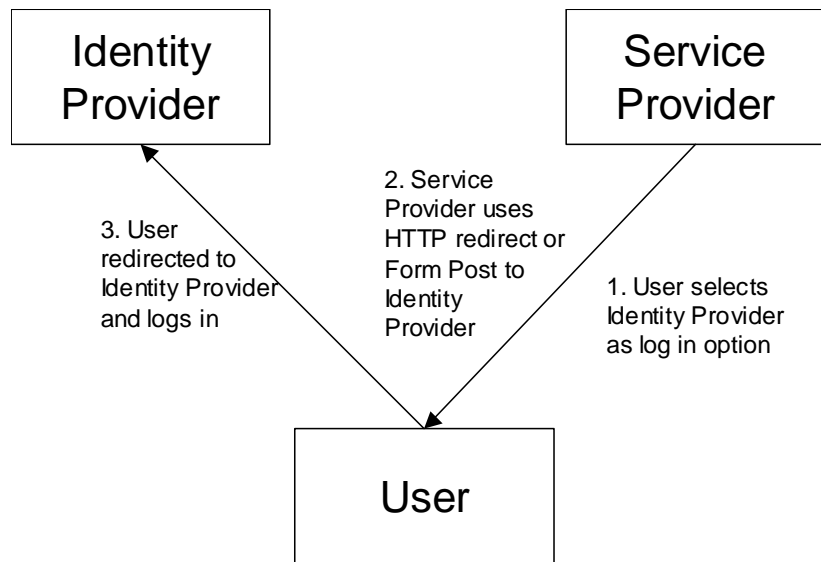 Identity
Provider
Service
Provider
2. Service
Provider uses
HTTP redirect or
Form Post to
Identity
Provider
3. User
redirected to
Identity Provider
and logs in
1. User selects
Identity Provider
as log in option
User